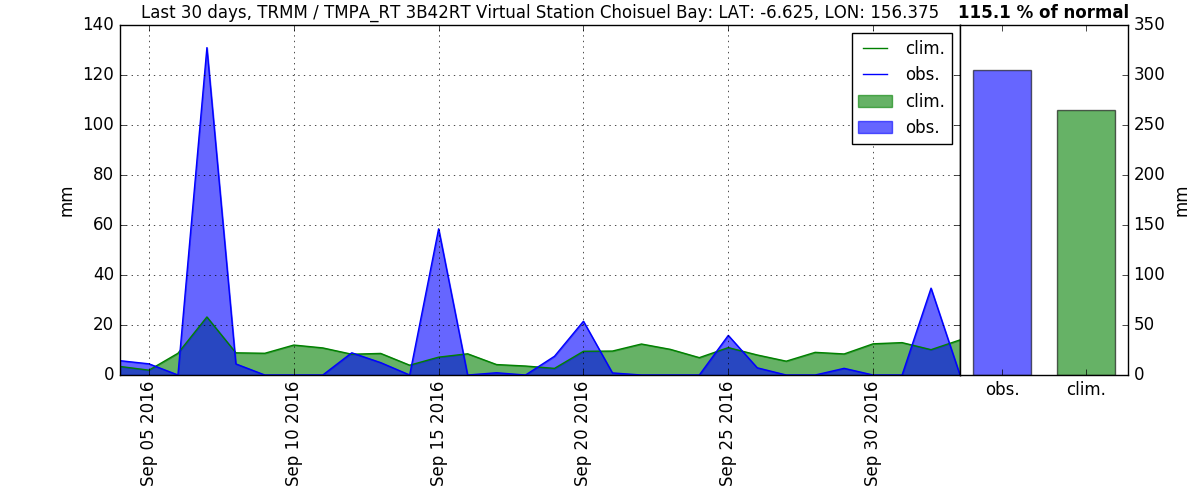 Last 30 days, TRMM / TMPA_RT 3B42RT Virtual Station Choisuel Bay: LAT: -6.625, LON: 156.375 115.1 % of normal
140
120
100
80
60
40
20
0
mm
clim.
obs.
clim.
obs.
350
300
250
200
150
100
50
0
mm
Sep 05 2016
Sep 10 2016
Sep 15 2016
Sep 20 2016
Sep 25 2016
Sep 30 2016
obs.
clim.